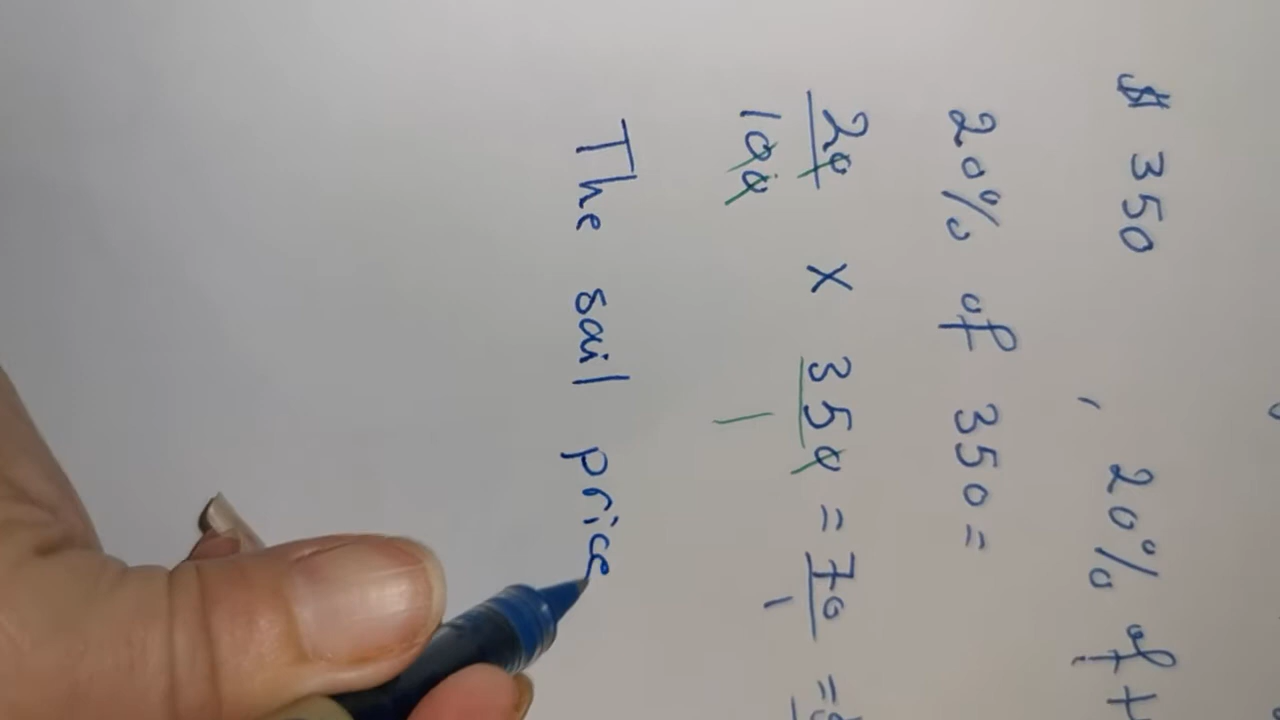 $ 350 , 20% of
20% of 350 =
20/100 × 350/1 = 70/1 =
The sail price